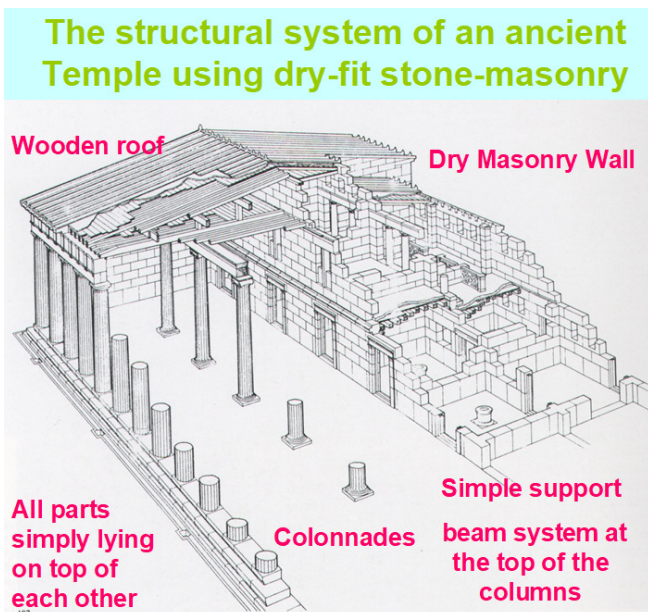 The structural system of an ancient
Temple using dry-fit stone-masonry
Wooden roof
Dry Masonry Wall
All parts
simply lying
on top of
each other
Colonnades
Simple support
beam system at
the top of the
columns